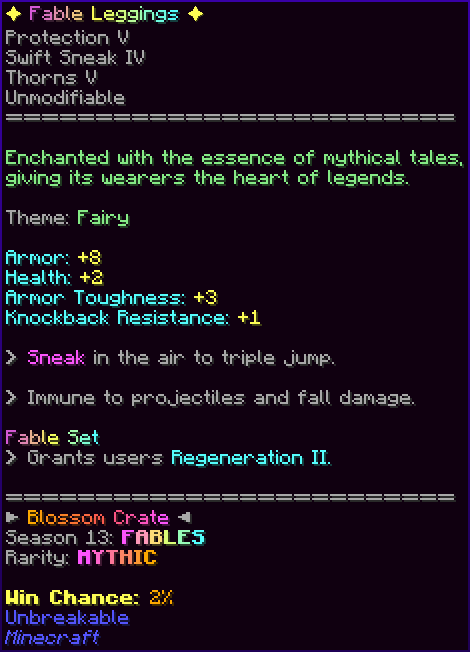 ✦ Fable Leggings ✦
Protection V
Swift Sneak IV
Thorns V
Unmodifiable
==============================
Enchanted with the essence of mythical tales,
giving its wearers the heart of legends.
Theme: Fairy
Armor: +8
Health: +2
Armor Toughness: +3
Knockback Resistance: +1
> Sneak in the air to triple jump.
> Immune to projectiles and fall damage.
Fable Set
> Grants users Regeneration II.
==============================
► Blossom Crate ◄
Season 13: FABLES
Rarity: MYTHIC
Win Chance: 2%
Unbreakable
Minecraft